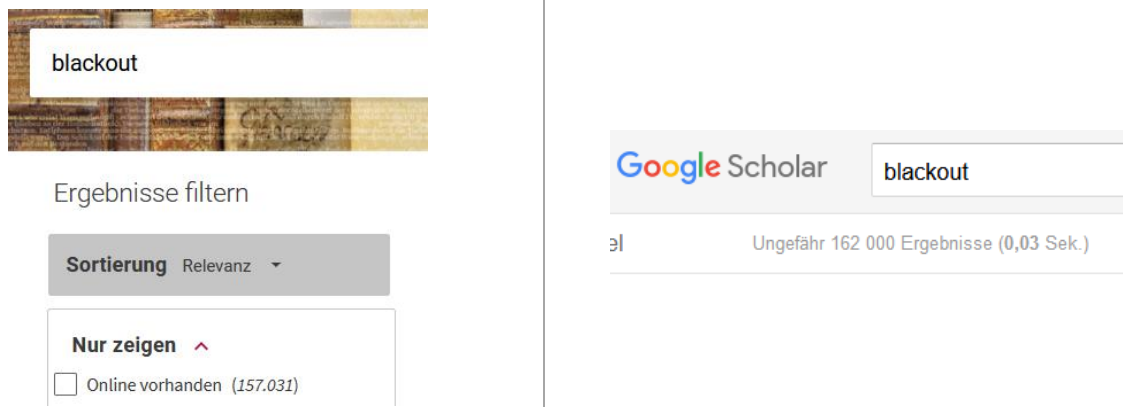 blackout
Ergebnisse filtern
Sortierung Relevanz
Nur zeigen
Online vorhanden (157.031)
Google Scholar blackout
el Ungefähr 162 000 Ergebnisse (0,03 Sek.)